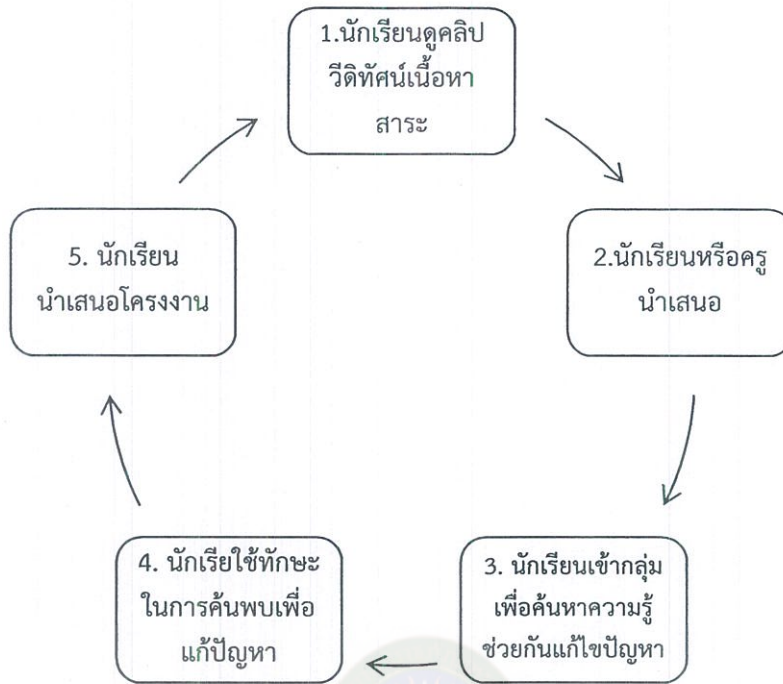 1.นักเรียนดูคลิป
วีดิทัศน์เนื้อหา
สาระ
2.นักเรียนหรือครู
นำเสนอ
3. นักเรียนเข้ากลุ่ม
เพื่อค้นหาความรู้
ช่วยกันแก้ไขปัญหา
4. นักเรียใช้ทักษะ
ในการค้นพบเพื่อ
แก้ปัญหา
5. นักเรียน
นำเสนอโครงงาน